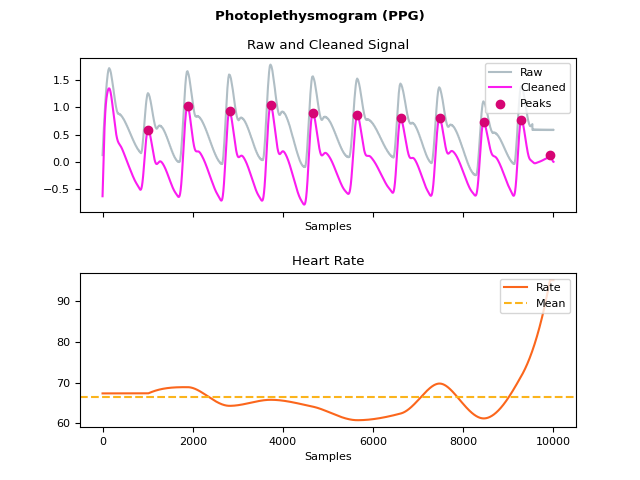 Photoplethysmogram (PPG)
Raw and Cleaned Signal
1.5
1.0
0.5
0.0
−0.5
Raw
Cleaned
Peaks
Samples
Heart Rate
90
80
70
60
Rate
Mean
0 2000 4000 6000 8000 10000
Samples